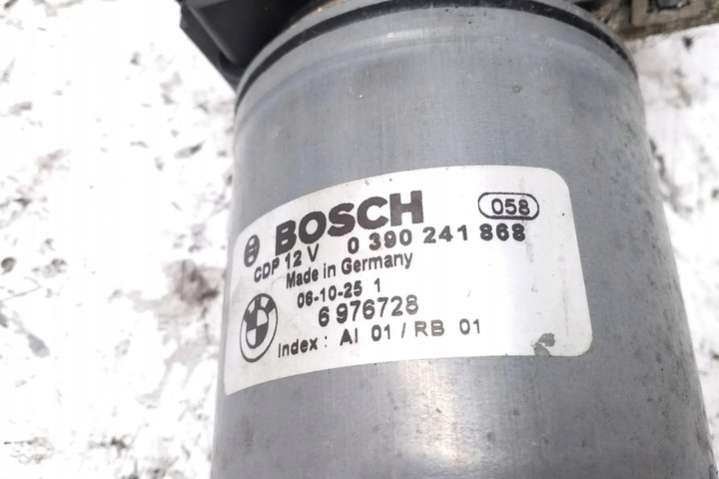 BOSCH 058
CDP 12 V 0 390 241 868
Made in Germany
06-10-25 1
6 976728
Index: AI 01 / RB 01